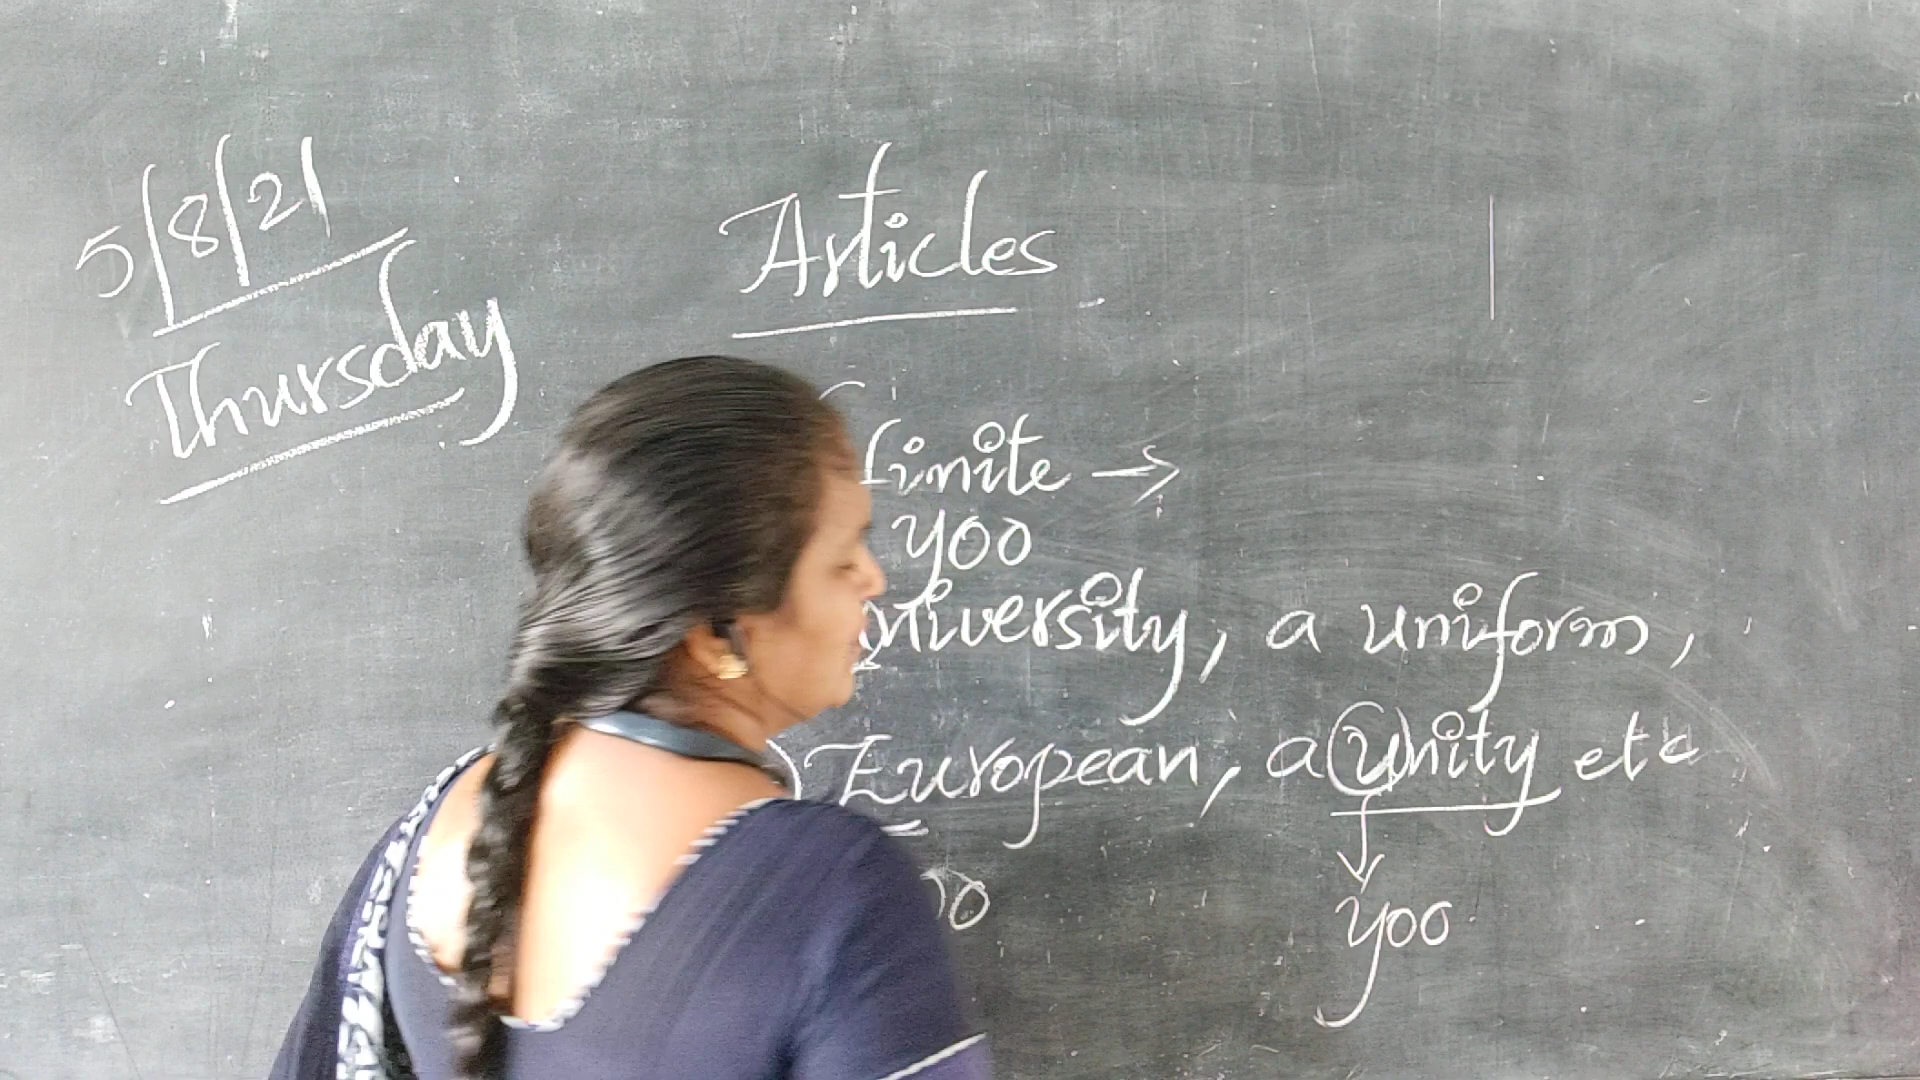 5/8/21
Thursday
Articles
finite →
yoo
niversity, a uniform,
European, a unity etc
yoo